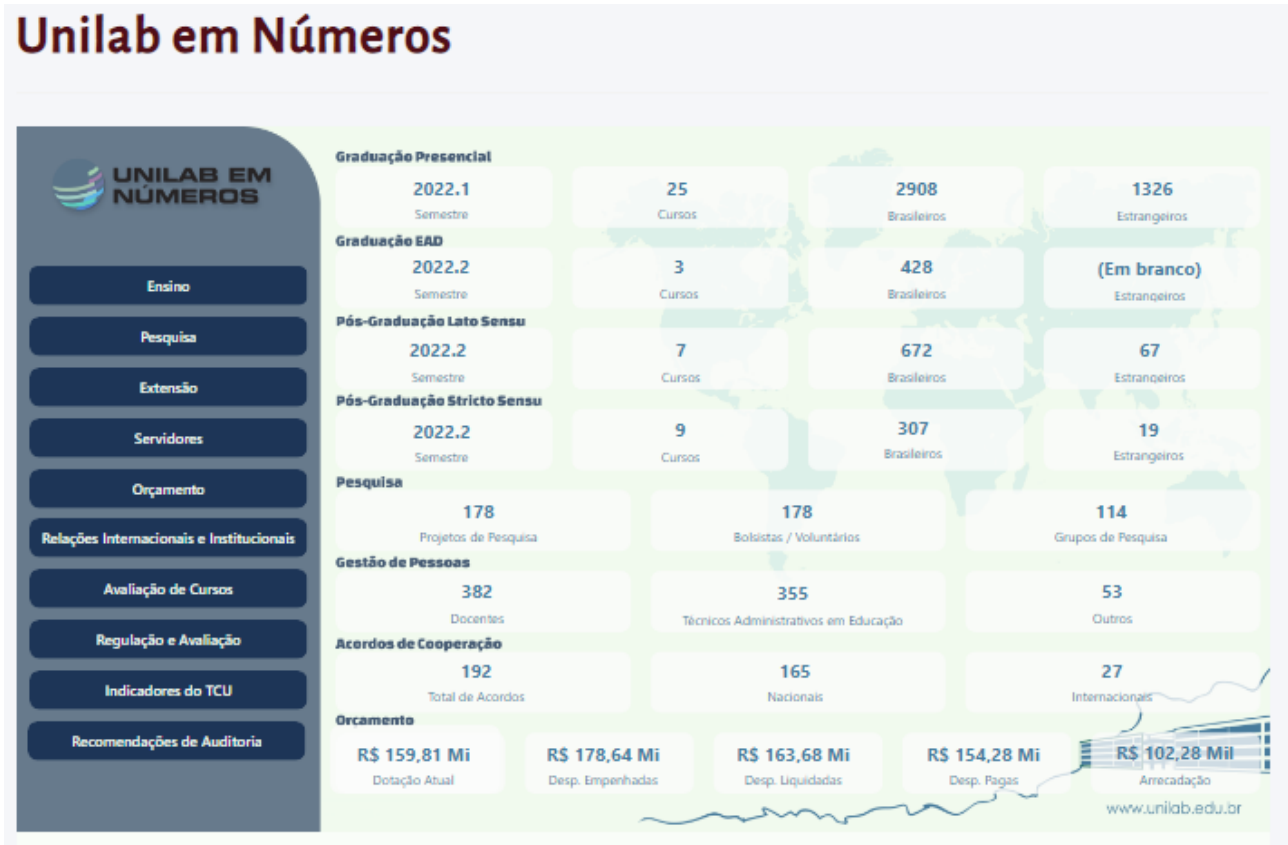 Unilab em Números
UNILAB EM
NÚMEROS
Ensino
Pesquisa
Extensão
Servidores
Orçamento
Relações Internacionais e Institucionais
Avaliação de Cursos
Regulação e Avaliação
Indicadores do TCU
Recomendações de Auditoria
Graduação Presencial
2022.1 25 2908 1326
Semestre Cursos Brasileiros Estrangeiros
Graduação EAD
2022.2 3 428 (Em branco)
Semestre Cursos Brasileiros Estrangeiros
Pós-Graduação Lato Sensu
2022.2 7 672 67
Semestre Cursos Brasileiros Estrangeiros
Pós-Graduação Stricto Sensu
2022.2 9 307 19
Semestre Cursos Brasileiros Estrangeiros
Pesquisa
178 178 114
Projetos de Pesquisa Bolsistas / Voluntários Grupos de Pesquisa
Gestão de Pessoas
382 355 53
Docentes Técnicos Administrativos em Educação Outros
Acordos de Cooperação
192 165 27
Total de Acordos Nacionais Internacionais
Orçamento
R$ 159,81 Mi R$ 178,64 Mi R$ 163,68 Mi R$ 154,28 Mi R$ 102,28 Mil
Dotação Atual Desp. Empenhadas Desp. Liquidadas Desp. Pagas Arrecadação
www.unilab.edu.br